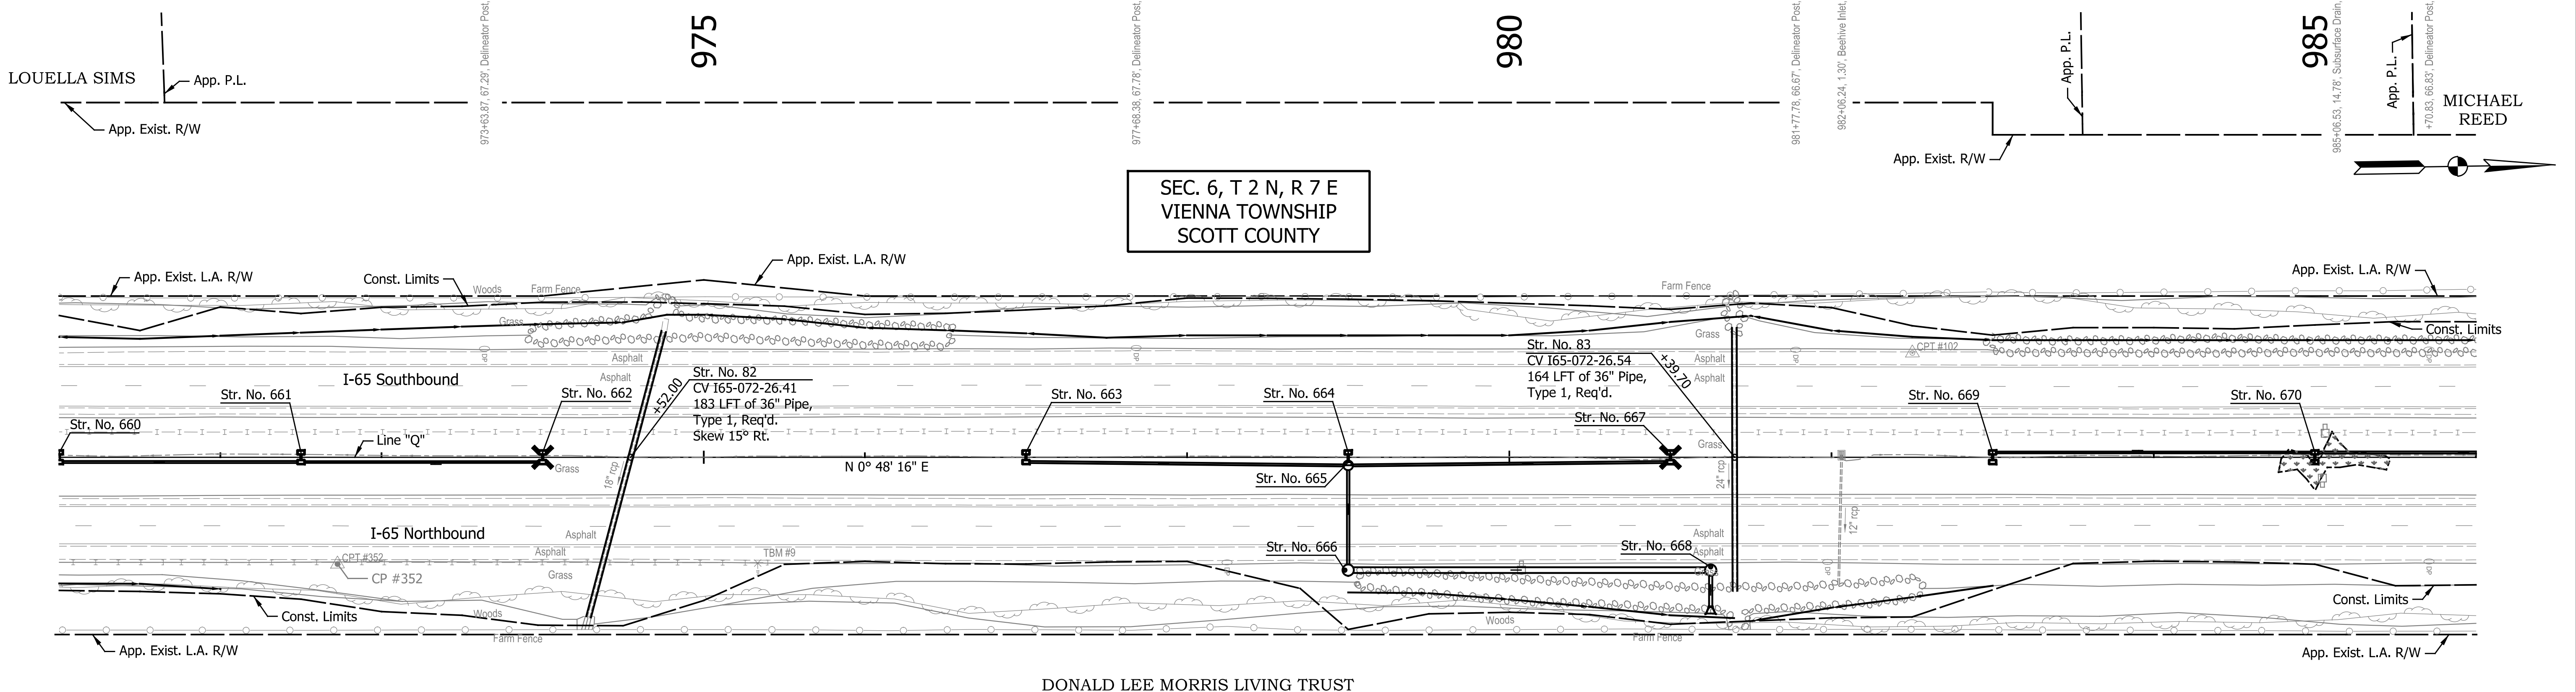 975
980
985
973+63.87, 67.29', Delineator Post,
977+68.38, 67.78', Delineator Post,
981+77.78, 66.67', Delineator Post,
982+06.24, 1.30', Beehive Inlet,
985+06.53, 14.78', Subsurface Drain,
+70.83, 66.83', Delineator Post,
LOUELLA SIMS
App. P.L.
App. Exist. R/W
App. P.L.
App. P.L.
MICHAEL
REED
App. Exist. R/W
SEC. 6, T 2 N, R 7 E
VIENNA TOWNSHIP
SCOTT COUNTY
App. Exist. L.A. R/W
Const. Limits
Woods
Farm Fence
App. Exist. L.A. R/W
Farm Fence
App. Exist. L.A. R/W
Grass
Grass
Const. Limits
DP
DP
DP
DP
CPT #102
Asphalt
Asphalt
Asphalt
Asphalt
I-65 Southbound
Str. No. 82
CV I65-072-26.41
183 LFT of 36" Pipe,
Type 1, Req'd.
Skew 15° Rt.
+52.00
Str. No. 83
CV I65-072-26.54
164 LFT of 36" Pipe,
Type 1, Req'd.
+39.70
Str. No. 660
Str. No. 661
Str. No. 662
Str. No. 663
Str. No. 664
Str. No. 667
Str. No. 669
Str. No. 670
Line "Q"
Grass
Grass
N 0° 48' 16" E
18" rcp
24" rcp
12" rcp
Str. No. 665
I-65 Northbound
Asphalt
Asphalt
Asphalt
Asphalt
Str. No. 666
Str. No. 668
CPT #352
CP #352
TBM #9
Grass
DP
DP
DP
Const. Limits
Woods
Woods
Const. Limits
Farm Fence
Farm Fence
App. Exist. L.A. R/W
App. Exist. L.A. R/W
DONALD LEE MORRIS LIVING TRUST